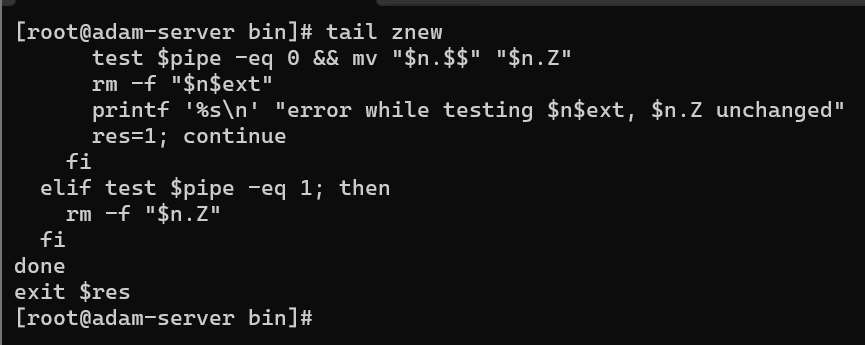 [root@adam-server bin]# tail znew
      test $pipe -eq 0 && mv "$n.$$" "$n.Z"
      rm -f "$n$ext"
      printf '%s\n' "error while testing $n$ext, $n.Z unchanged"
      res=1; continue
    fi
  elif test $pipe -eq 1; then
    rm -f "$n.Z"
  fi
done
exit $res
[root@adam-server bin]#